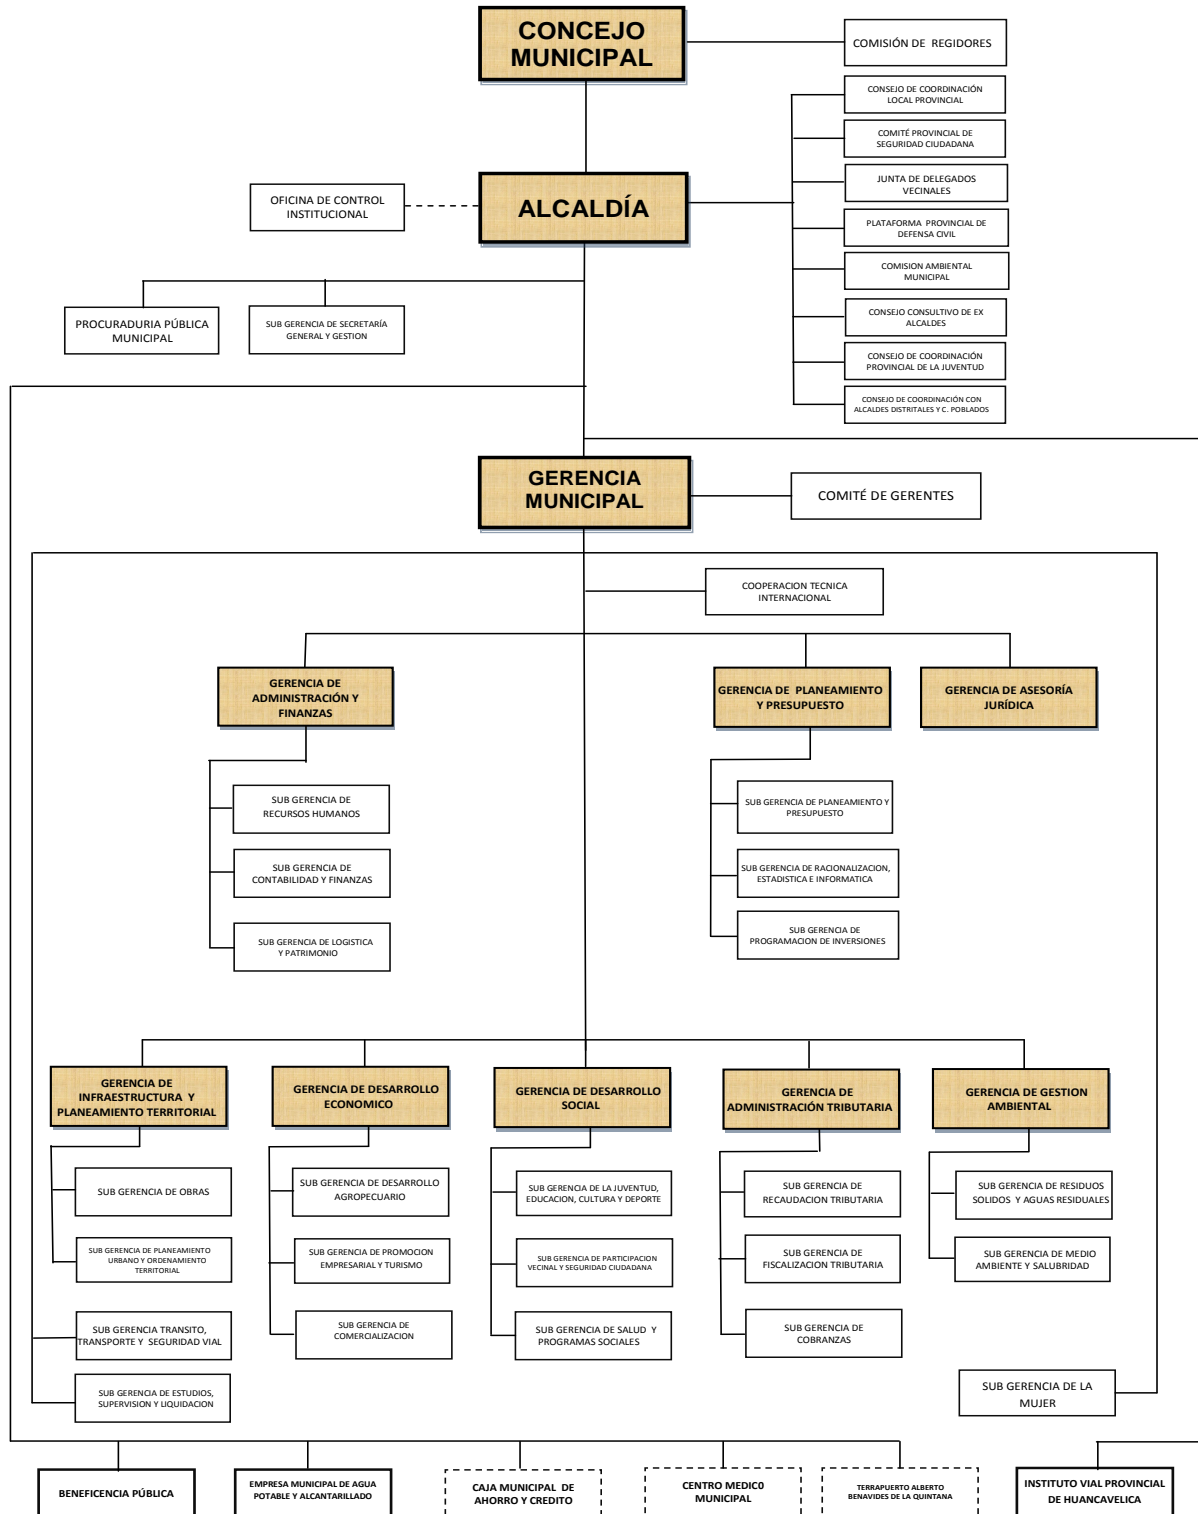 CONCEJO
MUNICIPAL
COMISIÓN DE REGIDORES
CONSEJO DE COORDINACIÓN
LOCAL PROVINCIAL
COMITÉ PROVINCIAL DE
SEGURIDAD CIUDADANA
JUNTA DE DELEGADOS
VECINALES
PLATAFORMA PROVINCIAL DE
DEFENSA CIVIL
COMISION AMBIENTAL
MUNICIPAL
CONSEJO CONSULTIVO DE EX
ALCALDES
CONSEJO DE COORDINACIÓN
PROVINCIAL DE LA JUVENTUD
CONSEJO DE COORDINACIÓN CON
ALCALDES DISTRITALES Y C. POBLADOS
OFICINA DE CONTROL
INSTITUCIONAL
ALCALDÍA
PROCURADURIA PÚBLICA
MUNICIPAL
SUB GERENCIA DE SECRETARÍA
GENERAL Y GESTION
GERENCIA
MUNICIPAL
COMITÉ DE GERENTES
COOPERACION TECNICA
INTERNACIONAL
GERENCIA DE
ADMINISTRACIÓN Y
FINANZAS
GERENCIA DE PLANEAMIENTO
Y PRESUPUESTO
GERENCIA DE ASESORÍA
JURÍDICA
SUB GERENCIA DE
RECURSOS HUMANOS
SUB GERENCIA DE
CONTABILIDAD Y FINANZAS
SUB GERENCIA DE LOGISTICA
Y PATRIMONIO
SUB GERENCIA DE PLANEAMIENTO Y
PRESUPUESTO
SUB GERENCIA DE RACIONALIZACION,
ESTADISTICA E INFORMATICA
SUB GERENCIA DE
PROGRAMACION DE INVERSIONES
GERENCIA DE
INFRAESTRUCTURA Y
PLANEAMIENTO TERRITORIAL
GERENCIA DE DESARROLLO
ECONOMICO
GERENCIA DE DESARROLLO
SOCIAL
GERENCIA DE
ADMINISTRACIÓN TRIBUTARIA
GERENCIA DE GESTION
AMBIENTAL
SUB GERENCIA DE OBRAS
SUB GERENCIA DE PLANEAMIENTO
URBANO Y ORDENAMIENTO
TERRITORIAL
SUB GERENCIA TRANSITO,
TRANSPORTE Y SEGURIDAD VIAL
SUB GERENCIA DE ESTUDIOS,
SUPERVISION Y LIQUIDACION
SUB GERENCIA DE DESARROLLO
AGROPECUARIO
SUB GERENCIA DE PROMOCION
EMPRESARIAL Y TURISMO
SUB GERENCIA DE
COMERCIALIZACION
SUB GERENCIA DE LA JUVENTUD,
EDUCACION, CULTURA Y DEPORTE
SUB GERENCIA DE PARTICIPACION
VECINAL Y SEGURIDAD CIUDADANA
SUB GERENCIA DE SALUD Y
PROGRAMAS SOCIALES
SUB GERENCIA DE
RECAUDACION TRIBUTARIA
SUB GERENCIA DE
FISCALIZACION TRIBUTARIA
SUB GERENCIA DE
COBRANZAS
SUB GERENCIA DE RESIDUOS
SOLIDOS Y AGUAS RESIDUALES
SUB GERENCIA DE MEDIO
AMBIENTE Y SALUBRIDAD
SUB GERENCIA DE LA
MUJER
BENEFICENCIA PÚBLICA
EMPRESA MUNICIPAL DE AGUA
POTABLE Y ALCANTARILLADO
CAJA MUNICIPAL DE
AHORRO Y CREDITO
CENTRO MEDIC0
MUNICIPAL
TERRAPUERTO ALBERTO
BENAVIDES DE LA QUINTANA
INSTITUTO VIAL PROVINCIAL
DE HUANCAVELICA